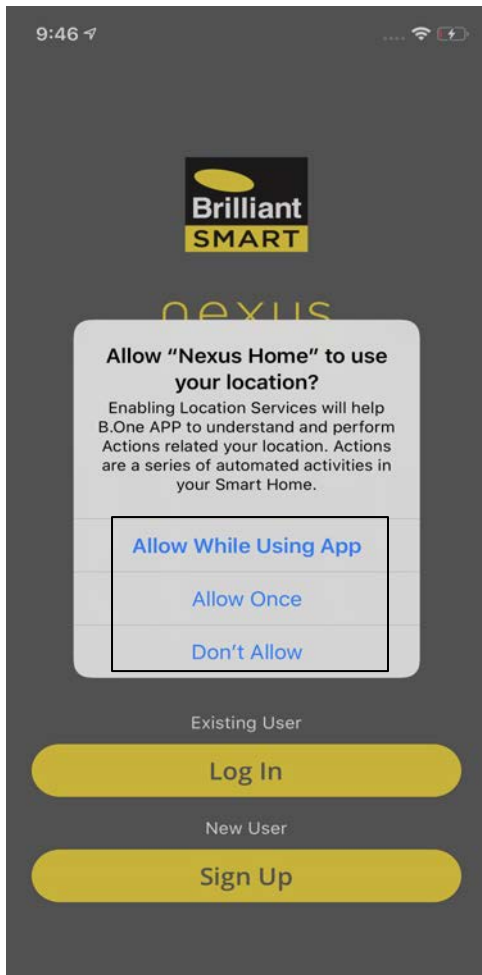 9:46
Brilliant
SMART
nexus
Allow “Nexus Home” to use
your location?
Enabling Location Services will help
B.One APP to understand and perform
Actions related your location. Actions
are a series of automated activities in
your Smart Home.
Allow While Using App
Allow Once
Don’t Allow
Existing User
Log In
New User
Sign Up